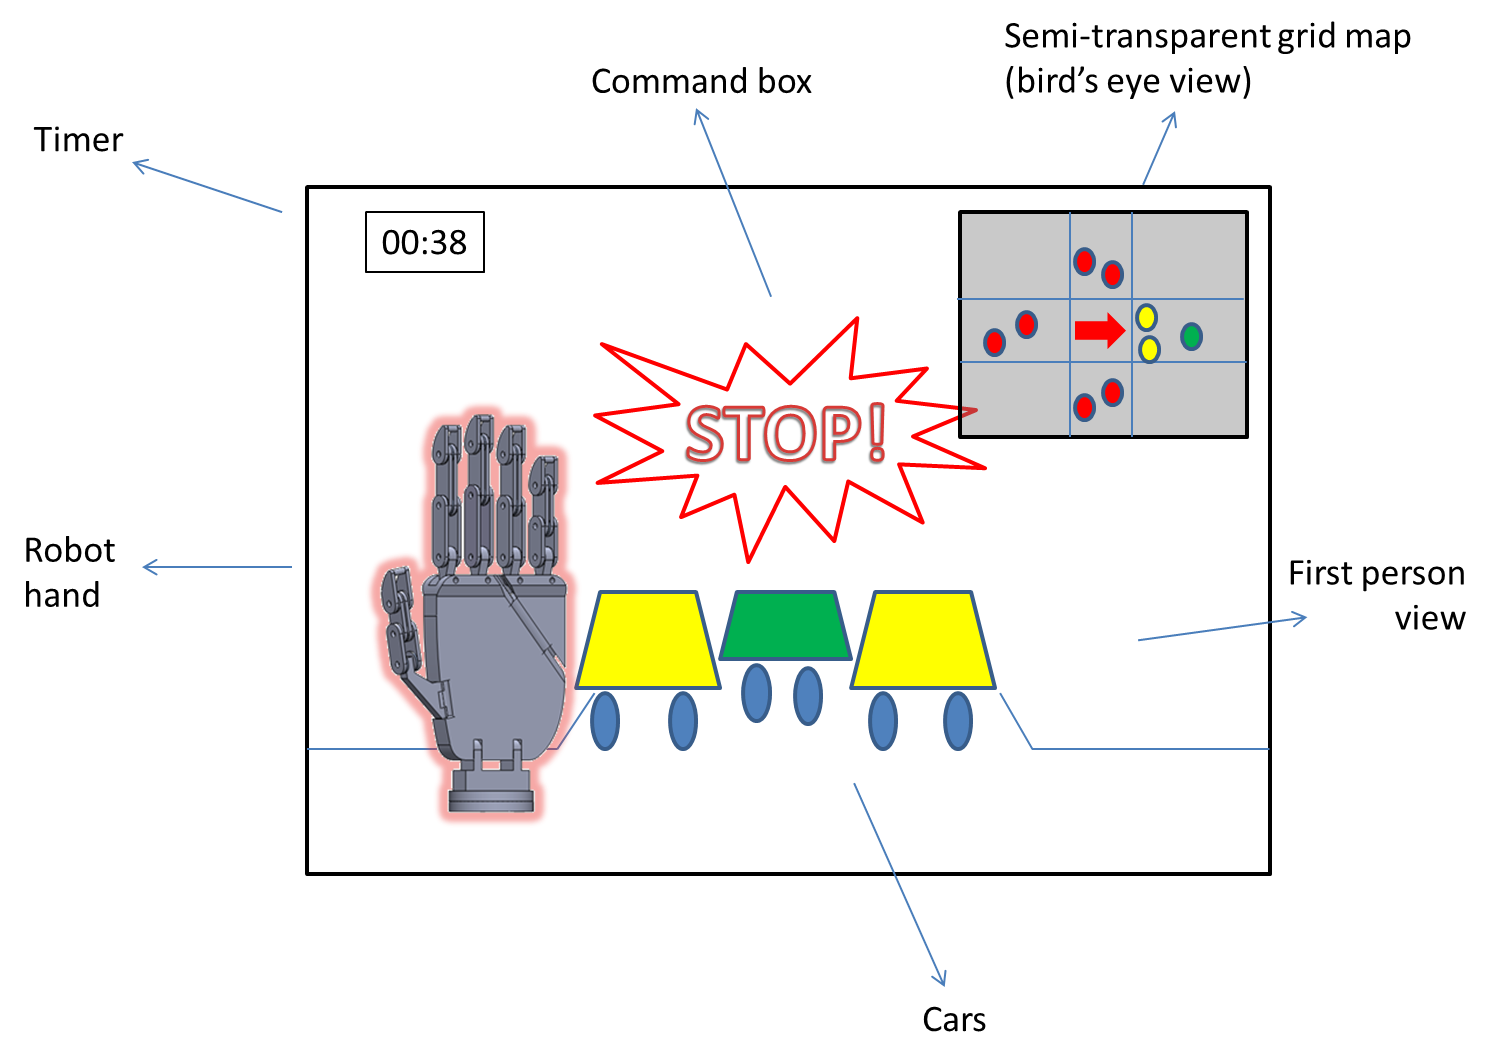 Semi-transparent grid map
(bird's eye view)
Command box
Timer
00:38
STOP!
Robot
hand
First person
view
Cars